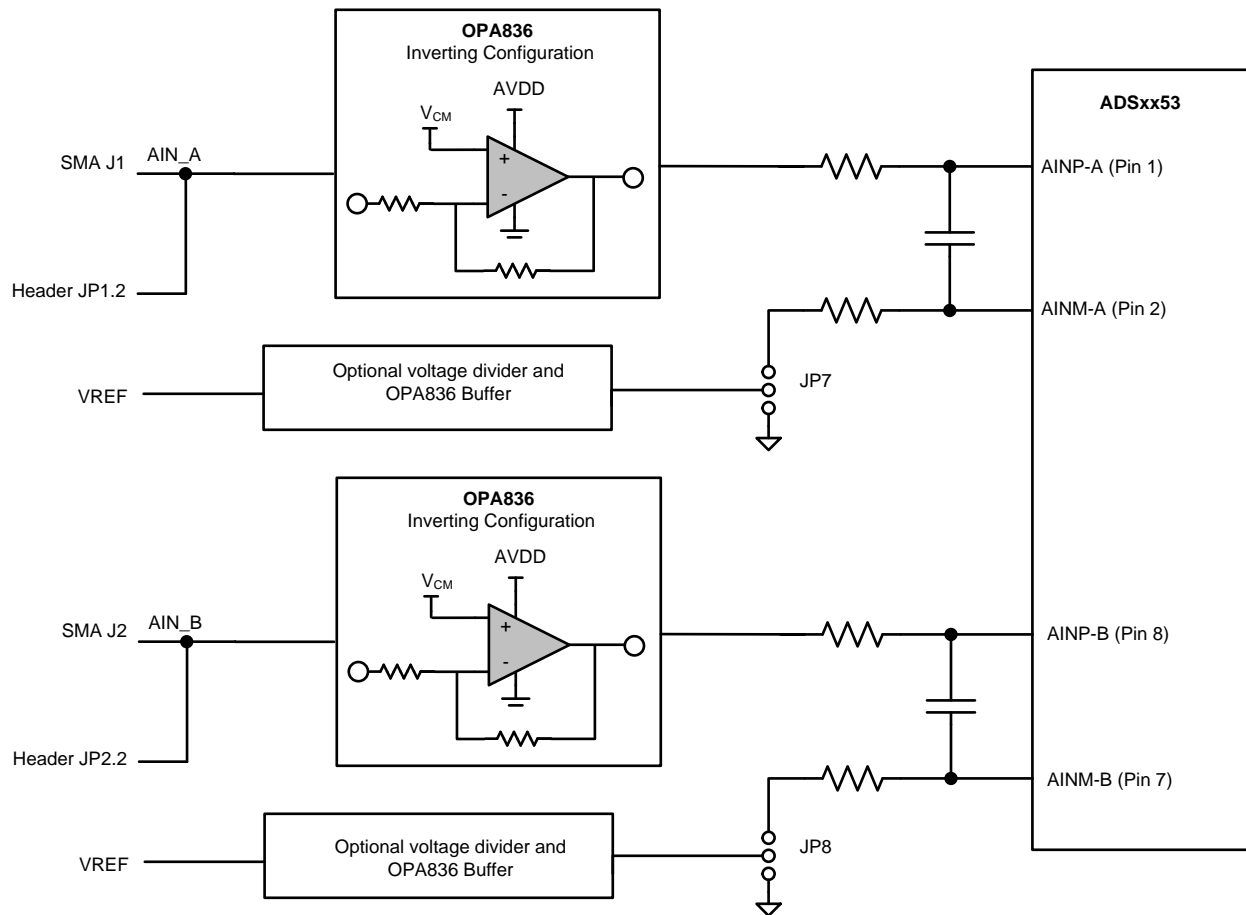 OPA836
Inverting Configuration
AVDD
VCM
+
-
SMA J1
AIN_A
Header JP1.2
ADSxx53
AINP-A (Pin 1)
AINM-A (Pin 2)
VREF
Optional voltage divider and
OPA836 Buffer
JP7
OPA836
Inverting Configuration
AVDD
VCM
+
-
SMA J2
AIN_B
Header JP2.2
AINP-B (Pin 8)
AINM-B (Pin 7)
VREF
Optional voltage divider and
OPA836 Buffer
JP8